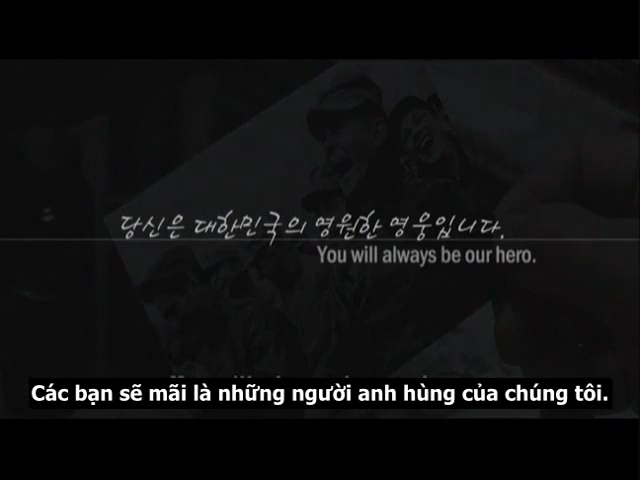 당신은 대한민국의 영원한 영웅입니다.
You will always be our hero.
Các bạn sẽ mãi là những người anh hùng của chúng tôi.